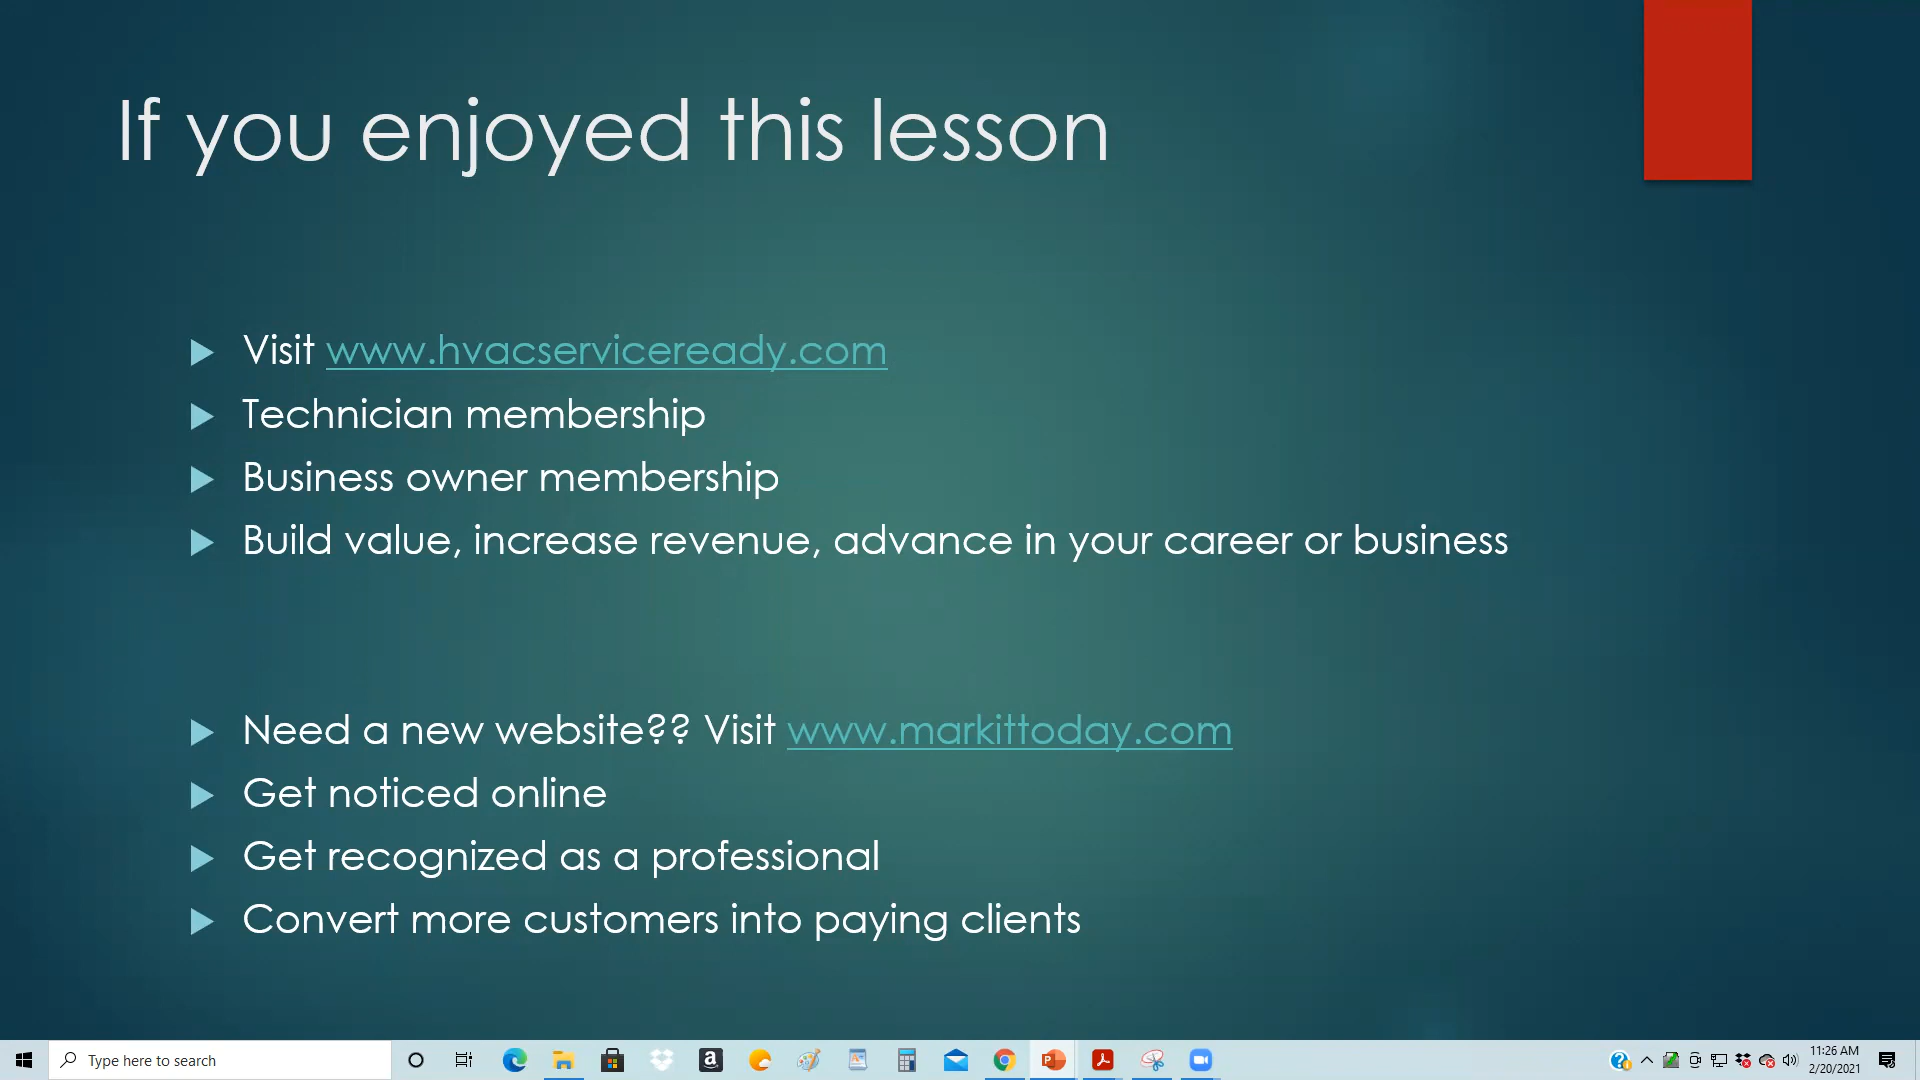 If you enjoyed this lesson
Visit www.hvacserviceready.com
Technician membership
Business owner membership
Build value, increase revenue, advance in your career or business
Need a new website?? Visit www.markittoday.com
Get noticed online
Get recognized as a professional
Convert more customers into paying clients
Type here to search
11:26 AM
2/20/2021